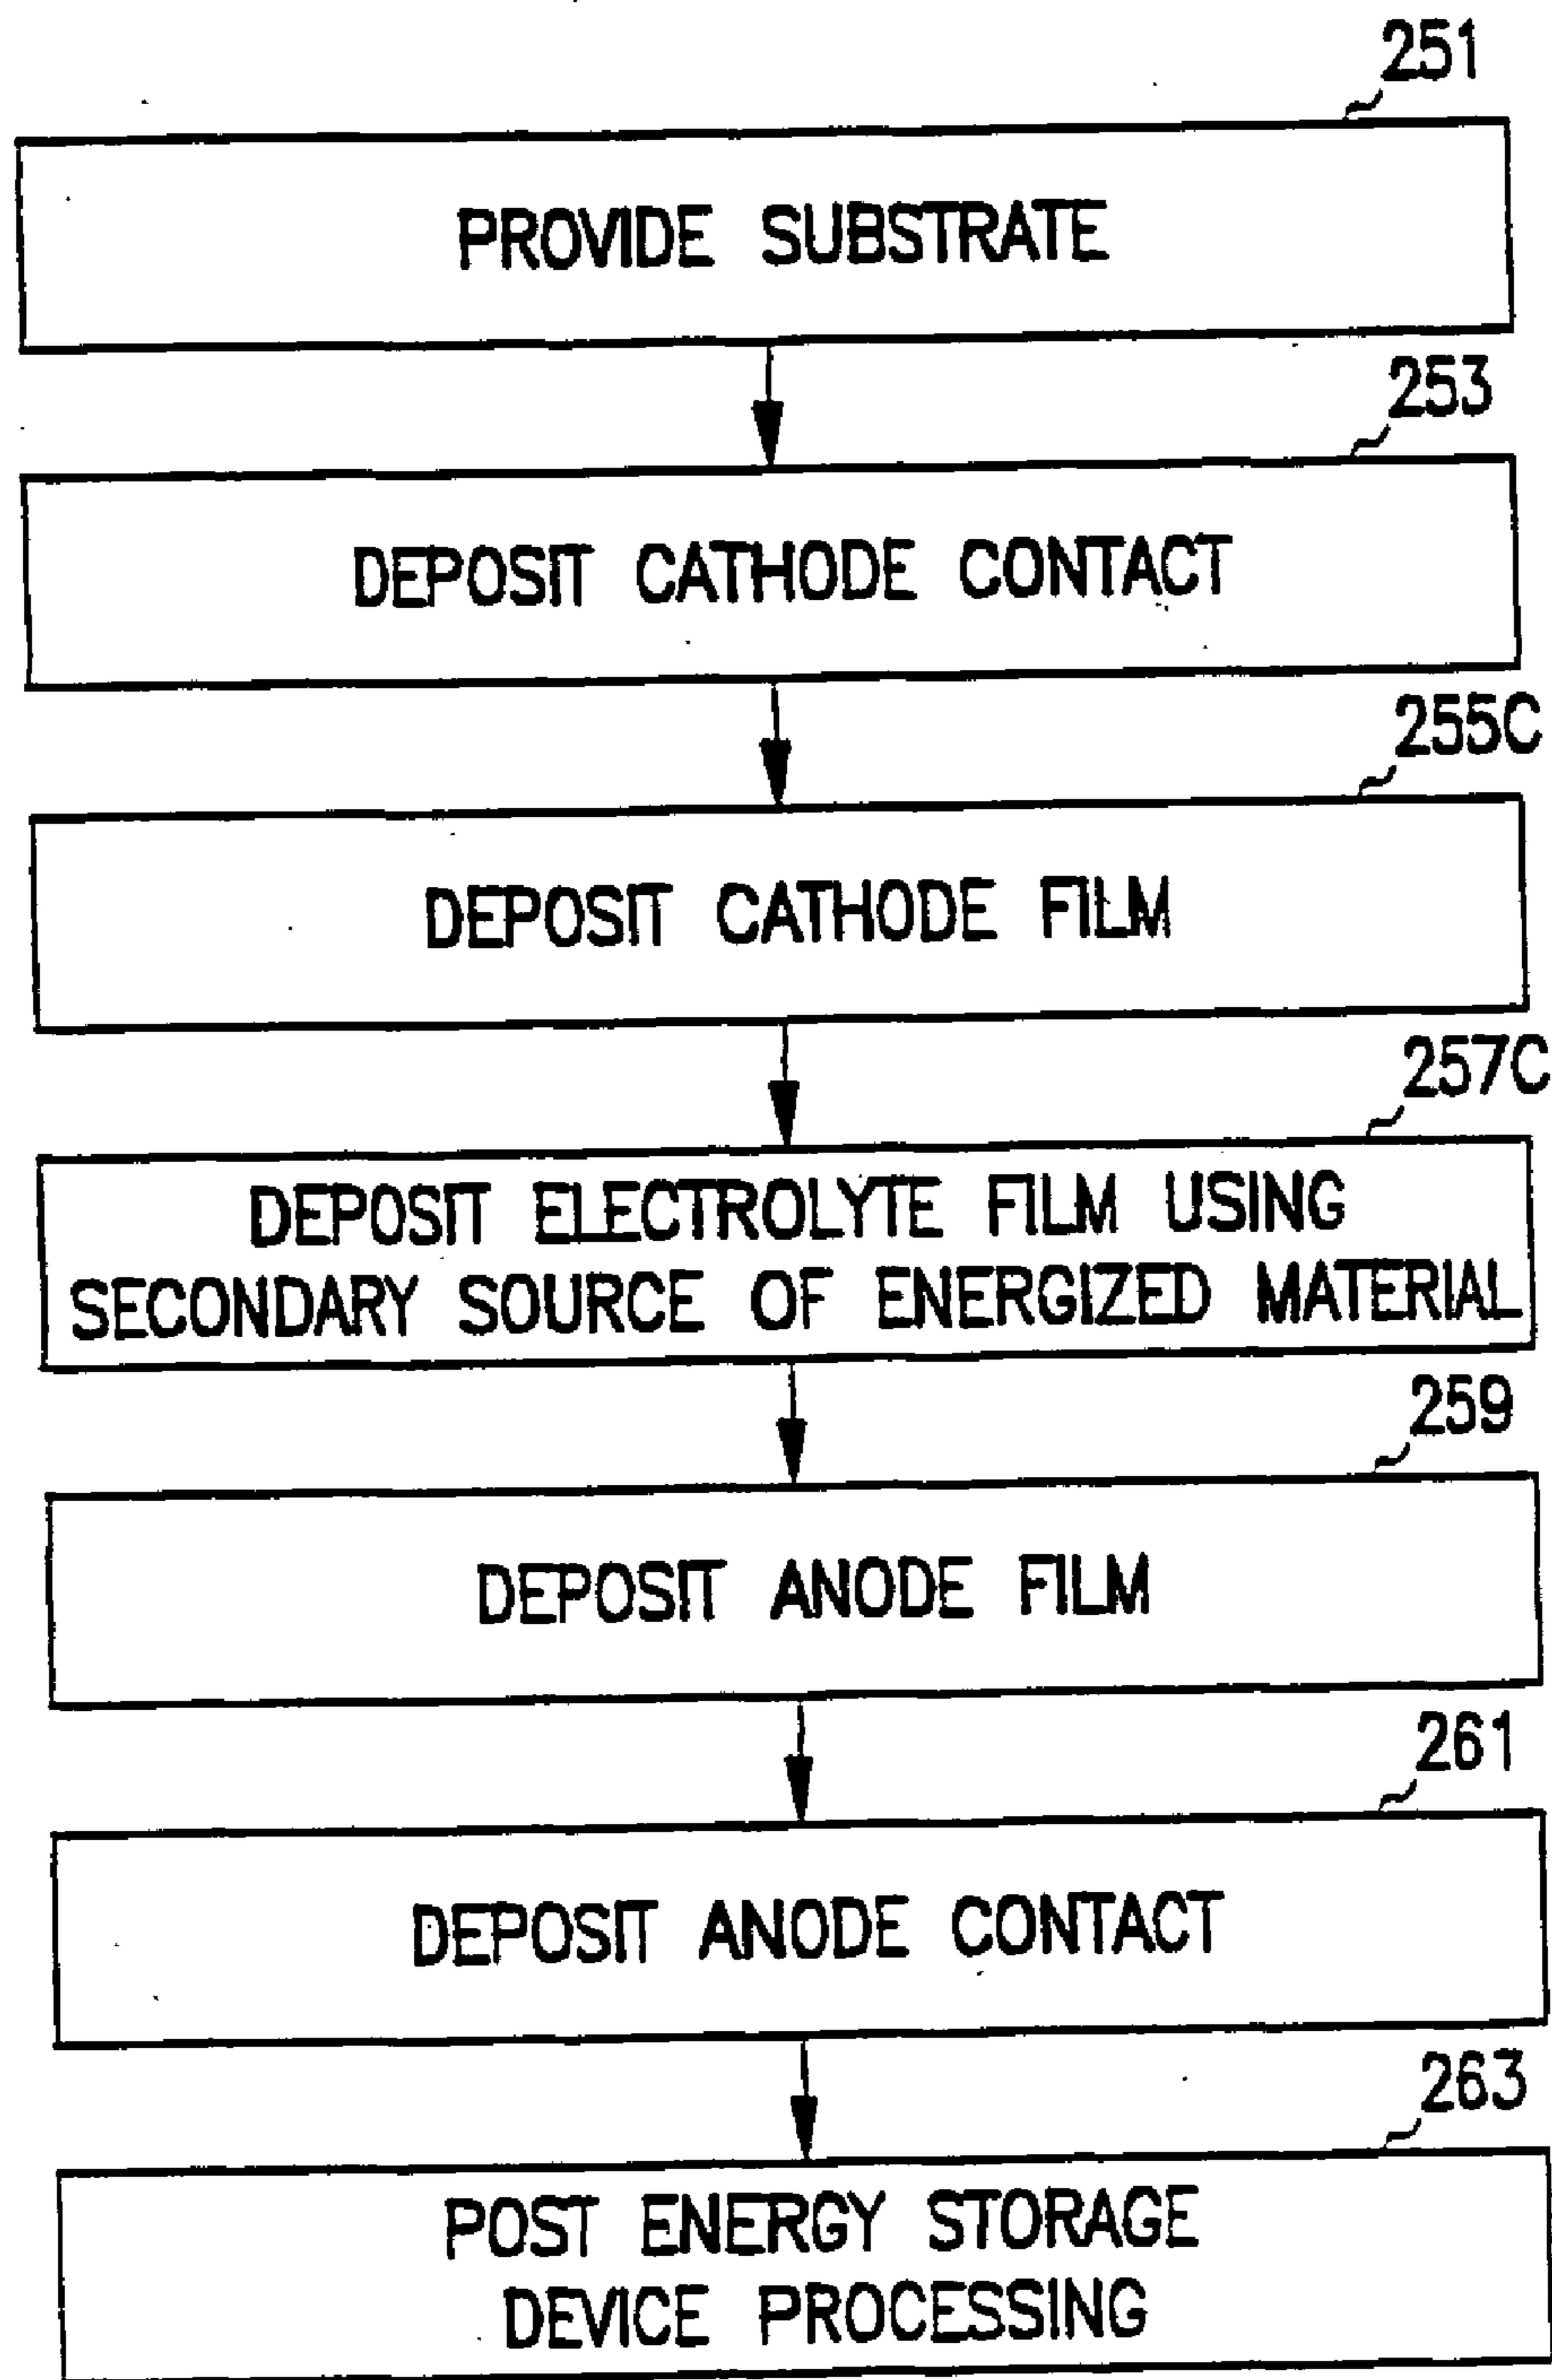 251
PROVIDE SUBSTRATE
253
DEPOSIT CATHODE CONTACT
255C
DEPOSIT CATHODE FILM
257C
DEPOSIT ELECTROLYTE FILM USING
SECONDARY SOURCE OF ENERGIZED MATERIAL
259
DEPOSIT ANODE FILM
261
DEPOSIT ANODE CONTACT
263
POST ENERGY STORAGE
DEVICE PROCESSING